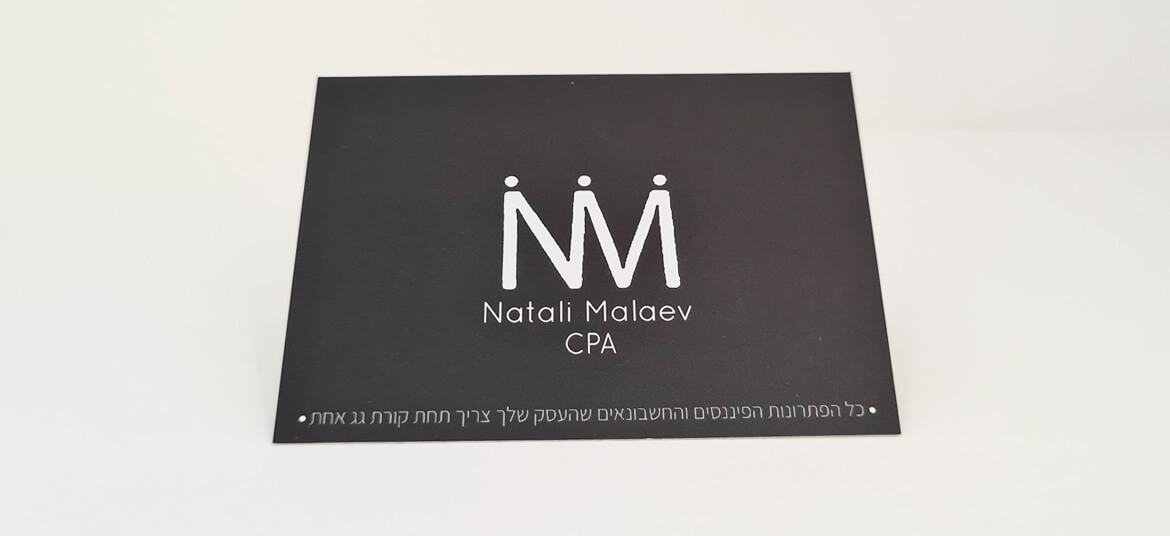 NM
Natali Malaev
CPA
• כל הפתרונות הפיננסים והחשבונאים שהעסק שלך צריך תחת קורת גג אחת •